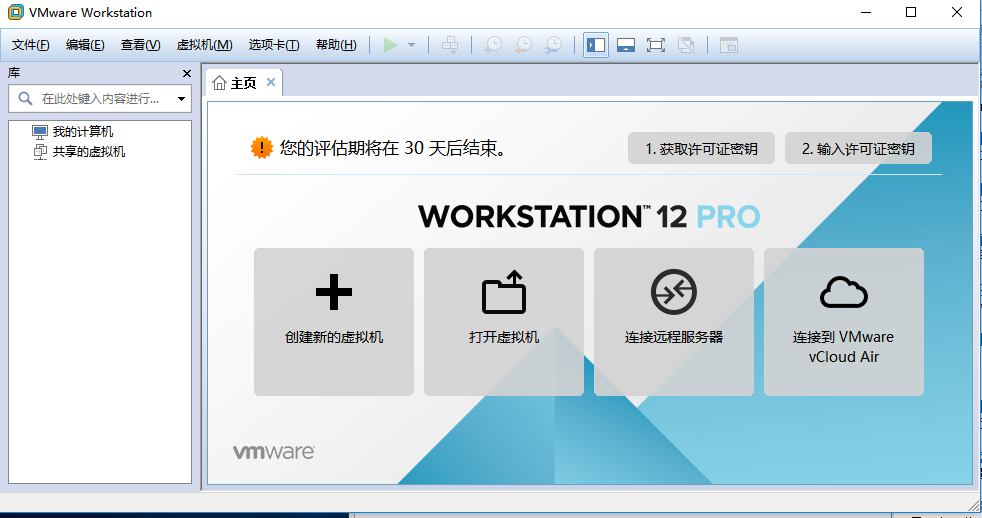 VMware Workstation
文件(F) 编辑(E) 查看(V) 虚拟机(M) 选项卡(T) 帮助(H)
库
在此处键入内容进行...
我的计算机
共享的虚拟机
主页
您的评估期将在 30 天后结束。
1. 获取许可证密钥
2. 输入许可证密钥
WORKSTATION™ 12 PRO
创建新的虚拟机
打开虚拟机
连接远程服务器
连接到 VMware
vCloud Air
vmware